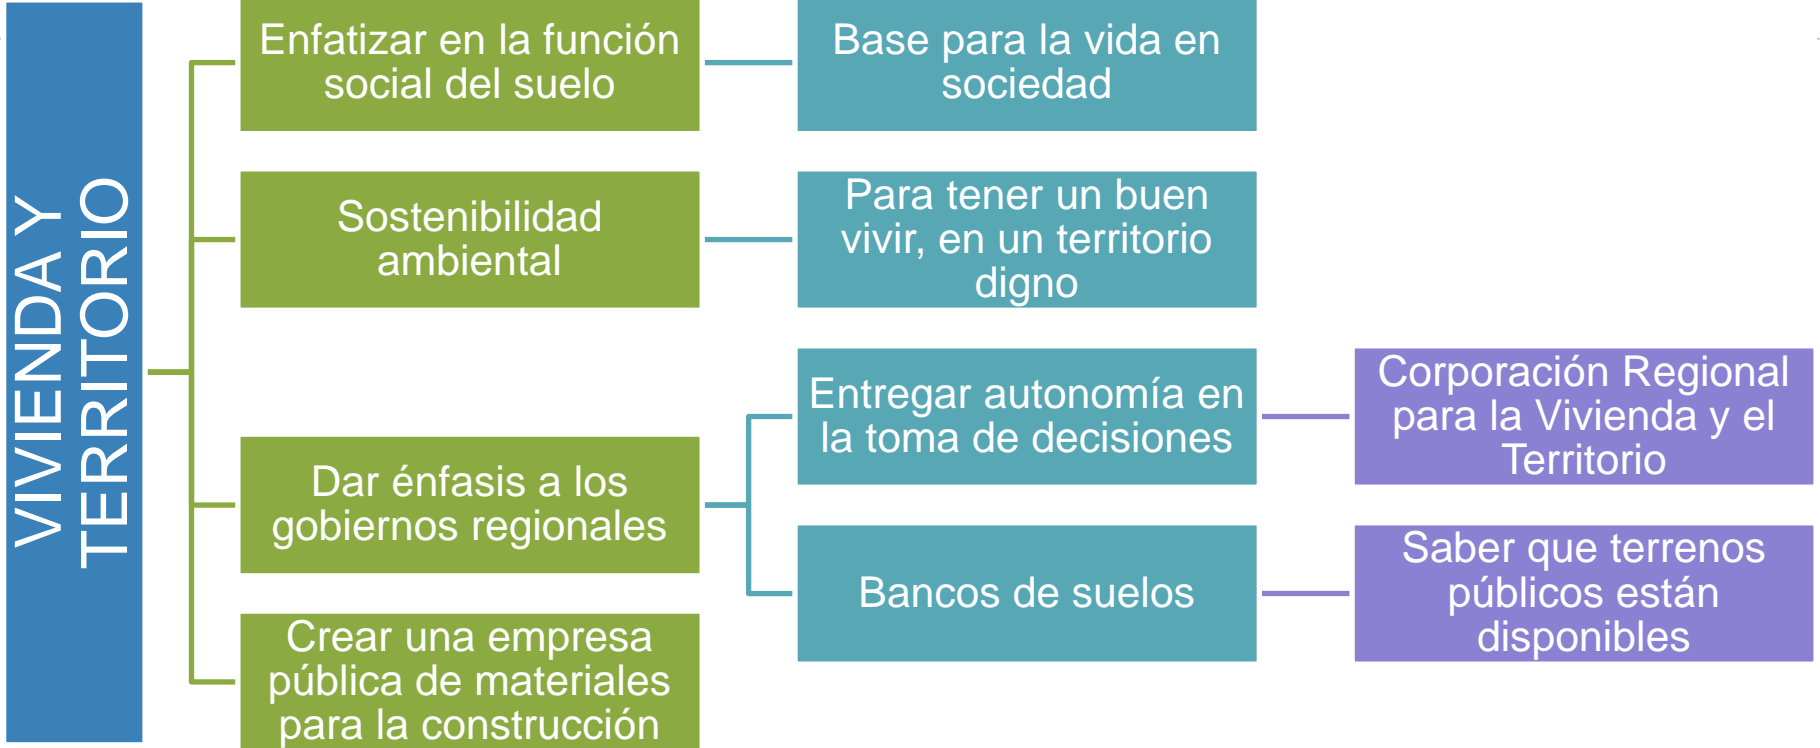 VIVIENDA Y
TERRITORIO
Enfatizar en la función
social del suelo
Base para la vida en
sociedad
Sostenibilidad
ambiental
Para tener un buen
vivir, en un territorio
digno
Dar énfasis a los
gobiernos regionales
Entregar autonomía en
la toma de decisiones
Corporación Regional
para la Vivienda y el
Territorio
Bancos de suelos
Saber que terrenos
públicos están
disponibles
Crear una empresa
pública de materiales
para la construcción